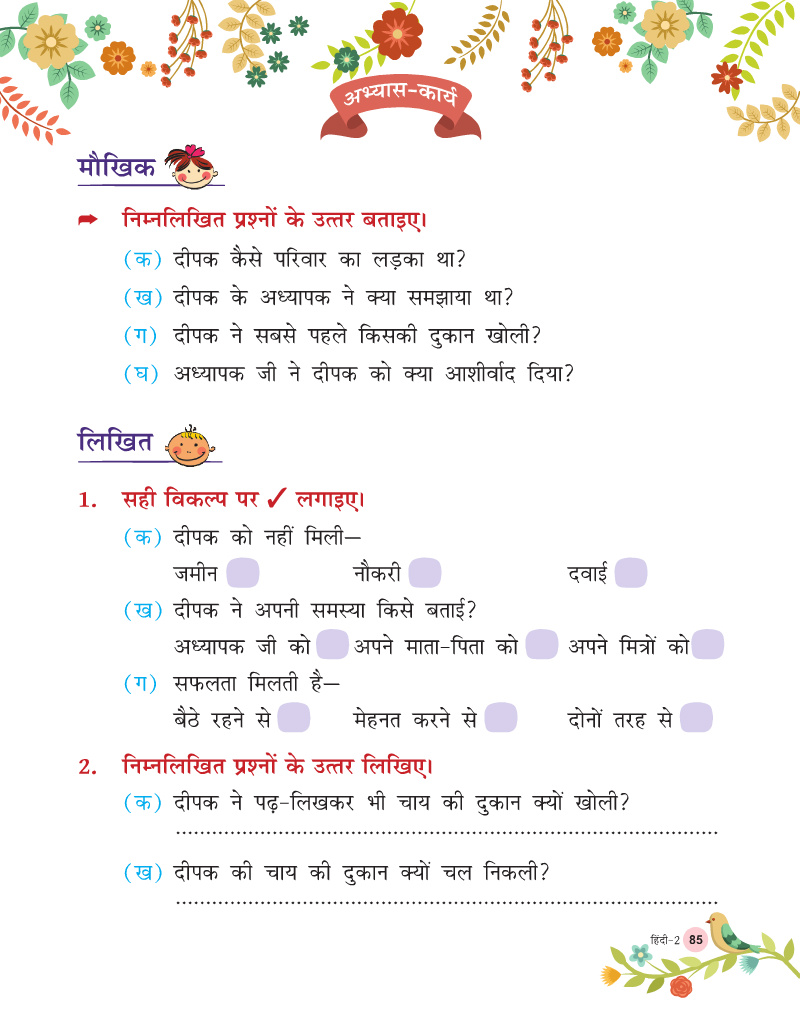 अभ्यास-कार्य
मौखिक
निम्नलिखित प्रश्नों के उत्तर बताइए।
(क) दीपक कैसे परिवार का लड़का था?
(ख) दीपक के अध्यापक ने क्या समझाया था?
(ग) दीपक ने सबसे पहले किसकी दुकान खोली?
(घ) अध्यापक जी ने दीपक को क्या आशीर्वाद दिया?
लिखित
1. सही विकल्प पर ✓ लगाइए।
(क) दीपक को नहीं मिली—
जमीन नौकरी दवाई
(ख) दीपक ने अपनी समस्या किसे बताई?
अध्यापक जी को अपने माता-पिता को अपने मित्रों को
(ग) सफलता मिलती है—
बैठे रहने से मेहनत करने से दोनों तरह से
2. निम्नलिखित प्रश्नों के उत्तर लिखिए।
(क) दीपक ने पढ़-लिखकर भी चाय की दुकान क्यों खोली?
(ख) दीपक की चाय की दुकान क्यों चल निकली?
हिंदी-2 85